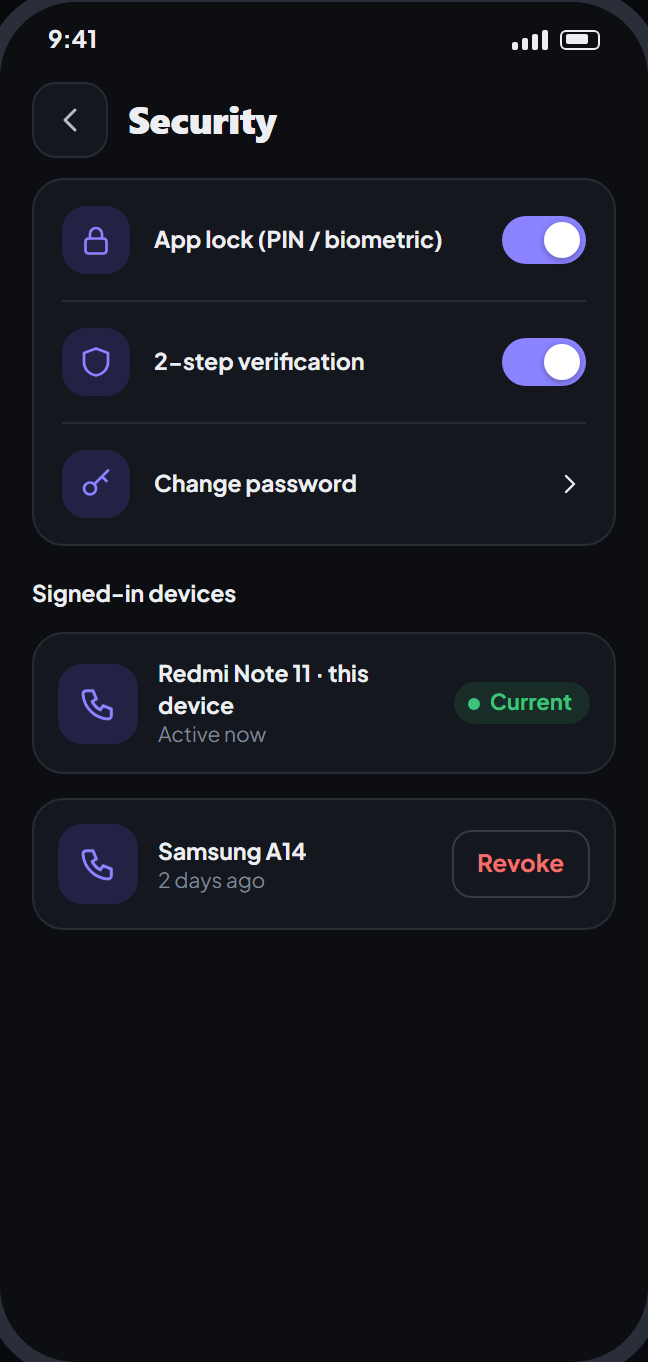 9:41
Security
App lock (PIN / biometric)
2-step verification
Change password
Signed-in devices
Redmi Note 11 · this
device
Active now
Current
Samsung A14
2 days ago
Revoke